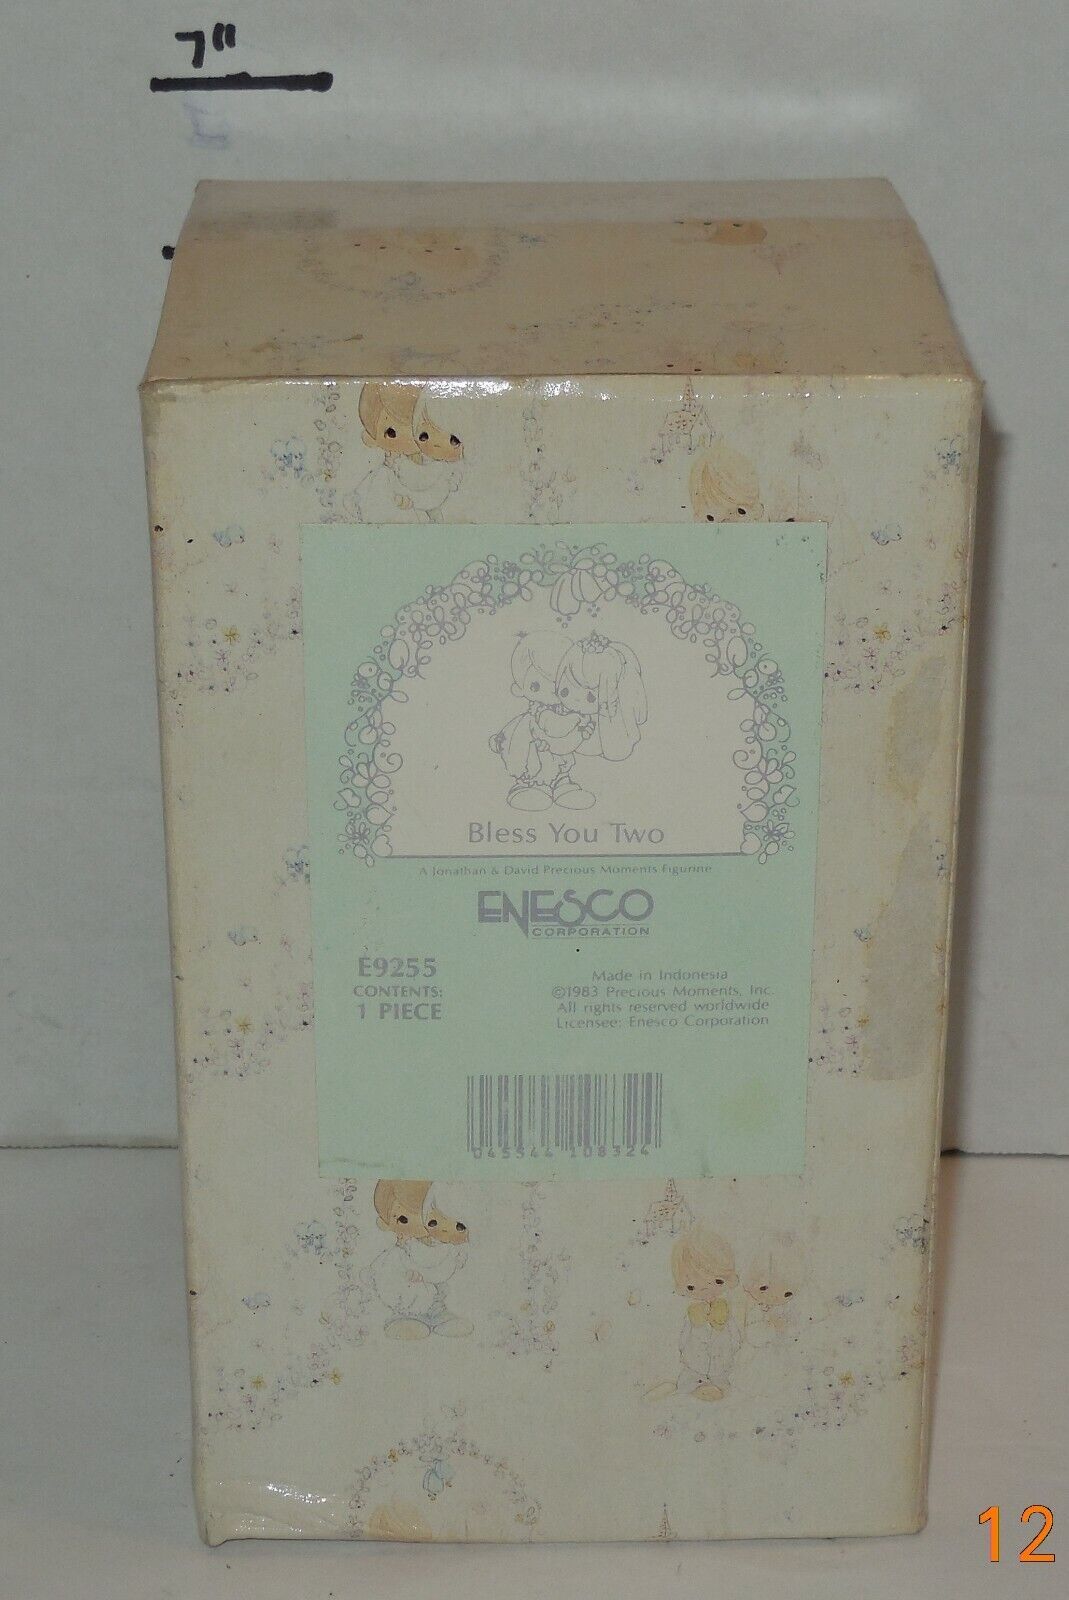 7"
Bless You Two
A Jonathan & David Precious Moments Figurine
ENESCO
CORPORATION
E9255
CONTENTS:
1 PIECE
Made in Indonesia
©1983 Precious Moments, Inc.
All rights reserved worldwide
Licensee: Enesco Corporation
045544 108324
12